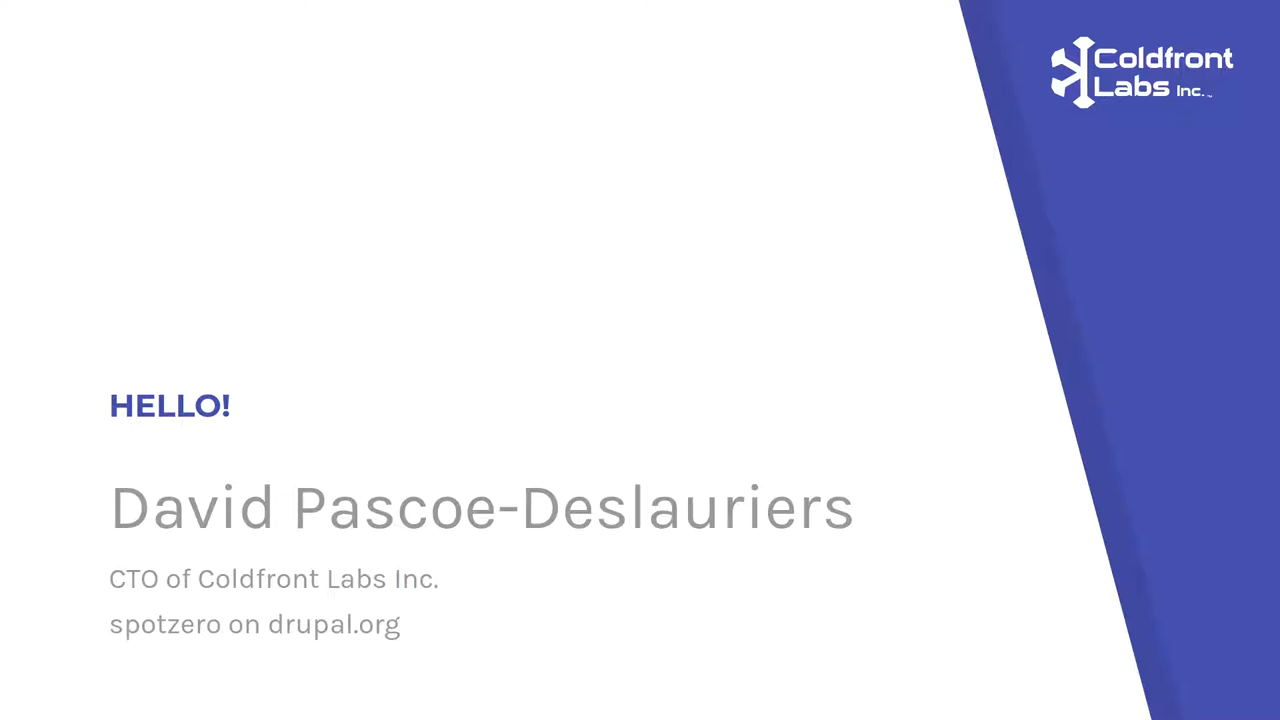 Coldfront
Labs Inc.
HELLO!
David Pascoe-Deslauriers
CTO of Coldfront Labs Inc.
spotzero on drupal.org